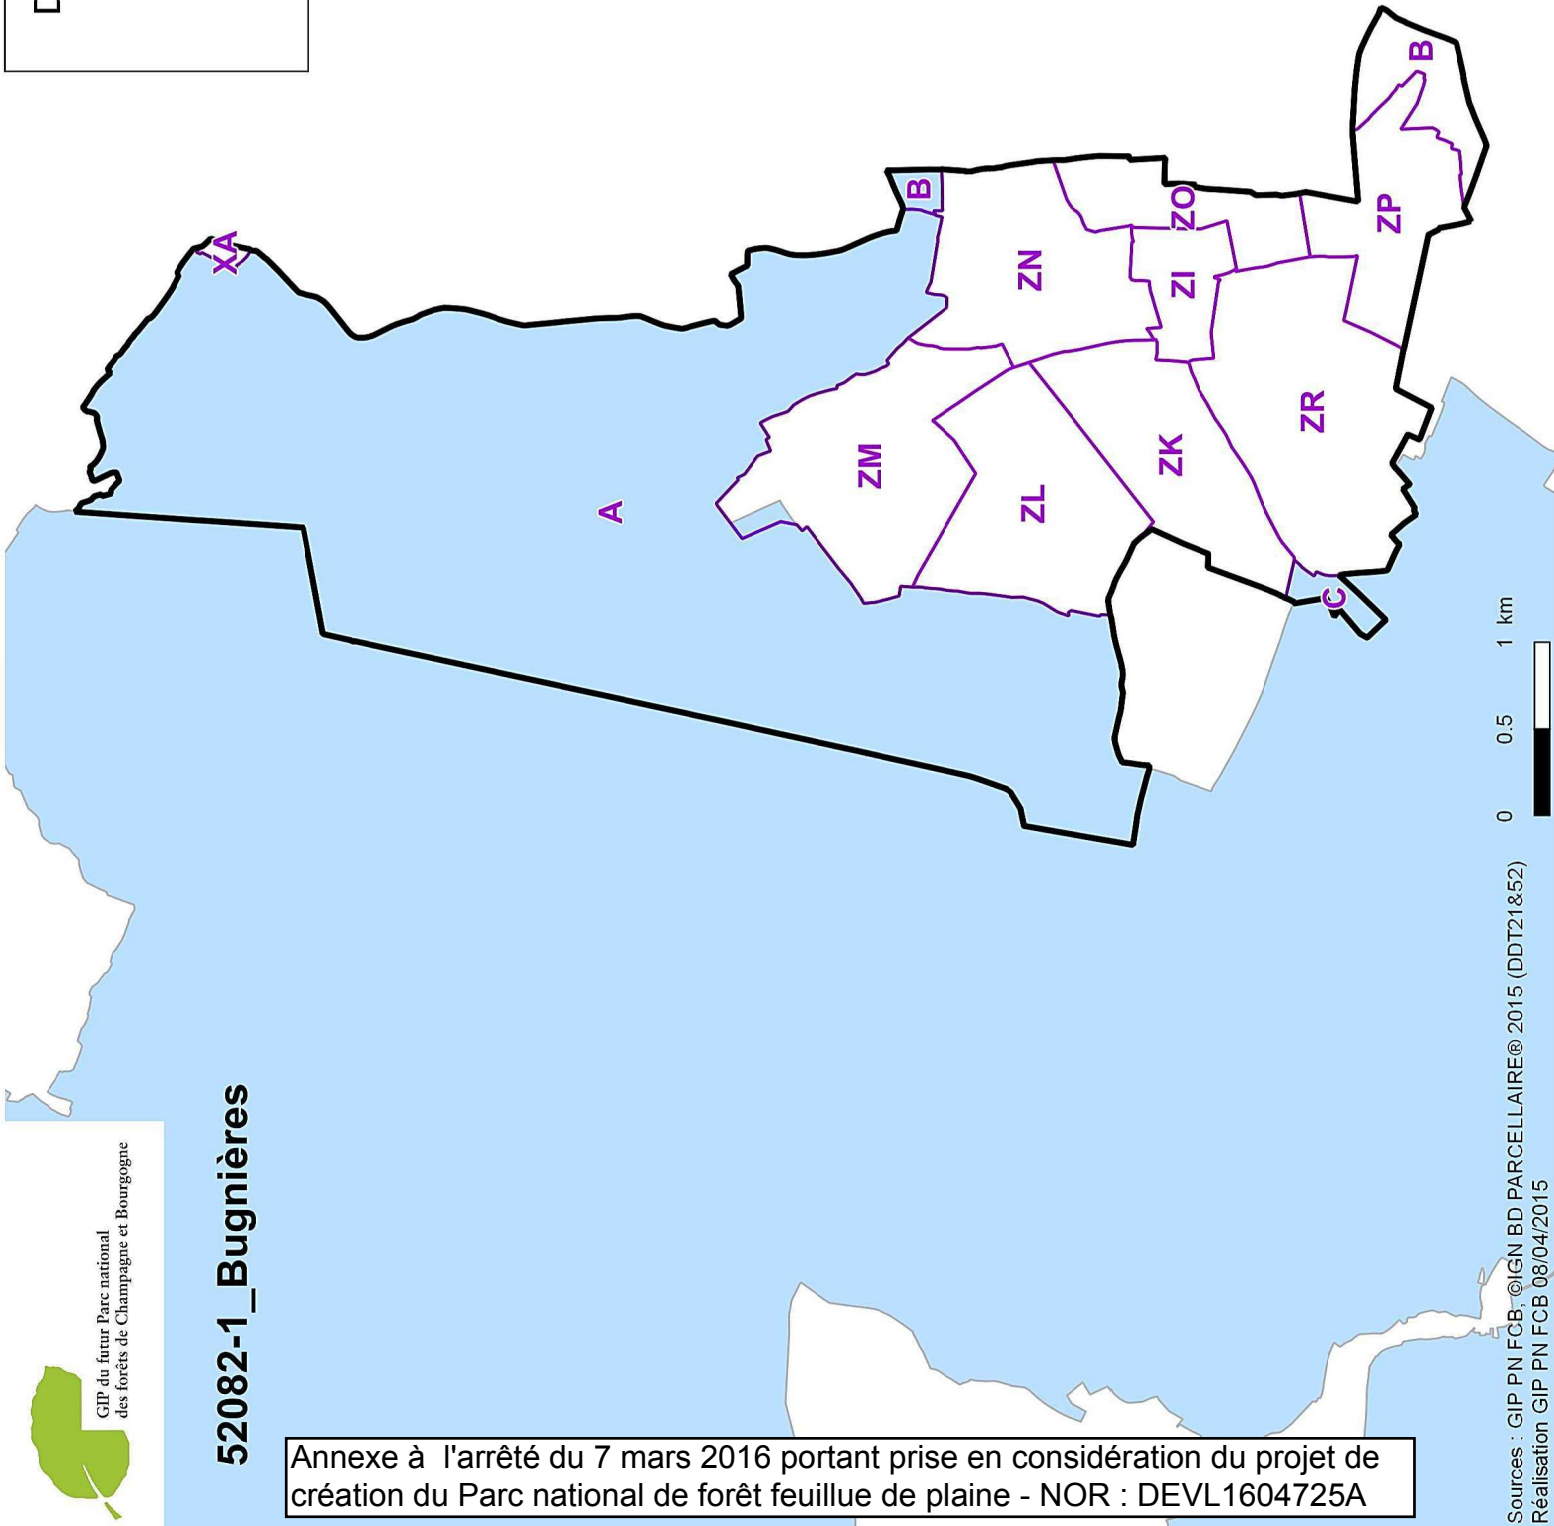 GIP du futur Parc national
des forêts de Champagne et Bourgogne
52082-1_Bugnières
XA
A
B
B
ZN
ZO
ZI
ZP
ZM
ZL
ZK
ZR
C
0 0.5 1 km
Sources : GIP PN FCB, ©IGN BD PARCELLAIRE® 2015 (DDT21&52)
Réalisation GIP PN FCB 08/04/2015
Annexe à l'arrêté du 7 mars 2016 portant prise en considération du projet de
création du Parc national de forêt feuillue de plaine - NOR : DEVL1604725A